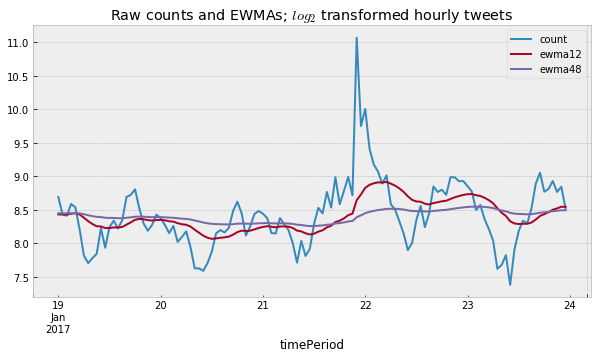 Raw counts and EWMAs; log₂ transformed hourly tweets
count
ewma12
ewma48
11.0
10.5
10.0
9.5
9.0
8.5
8.0
7.5
19 20 21 22 23 24
Jan
2017
timePeriod